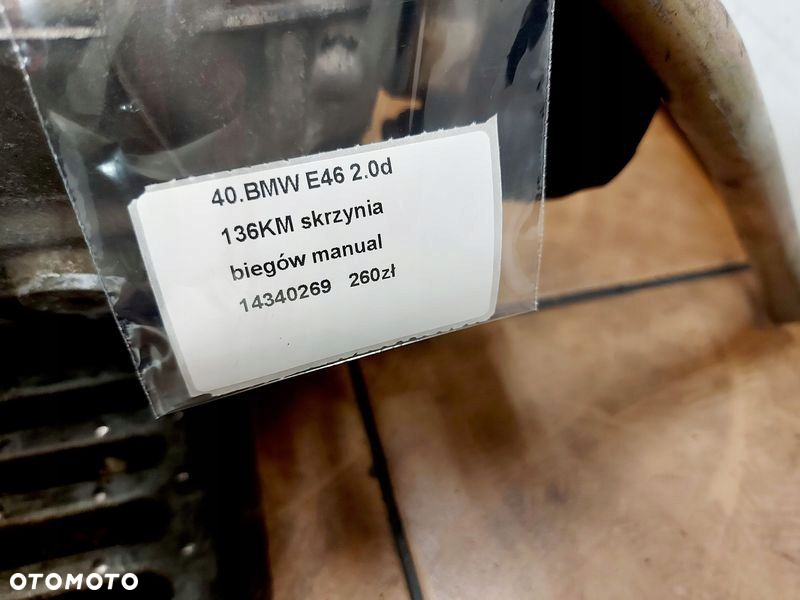 40.BMW E46 2.0d
136KM skrzynia
biegów manual
14340269 260zł
OTOMOTO